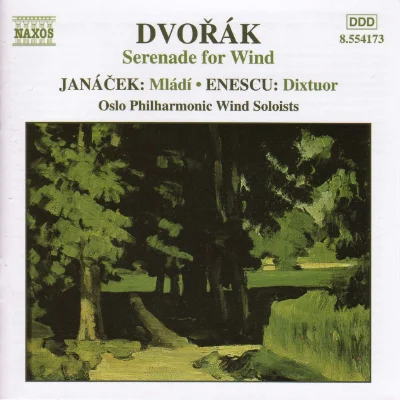 NAXOS
DDD
8.554173
DVOŘÁK
Serenade for Wind
JANÁČEK: Mládí • ENESCU: Dixtuor
Oslo Philharmonic Wind Soloists